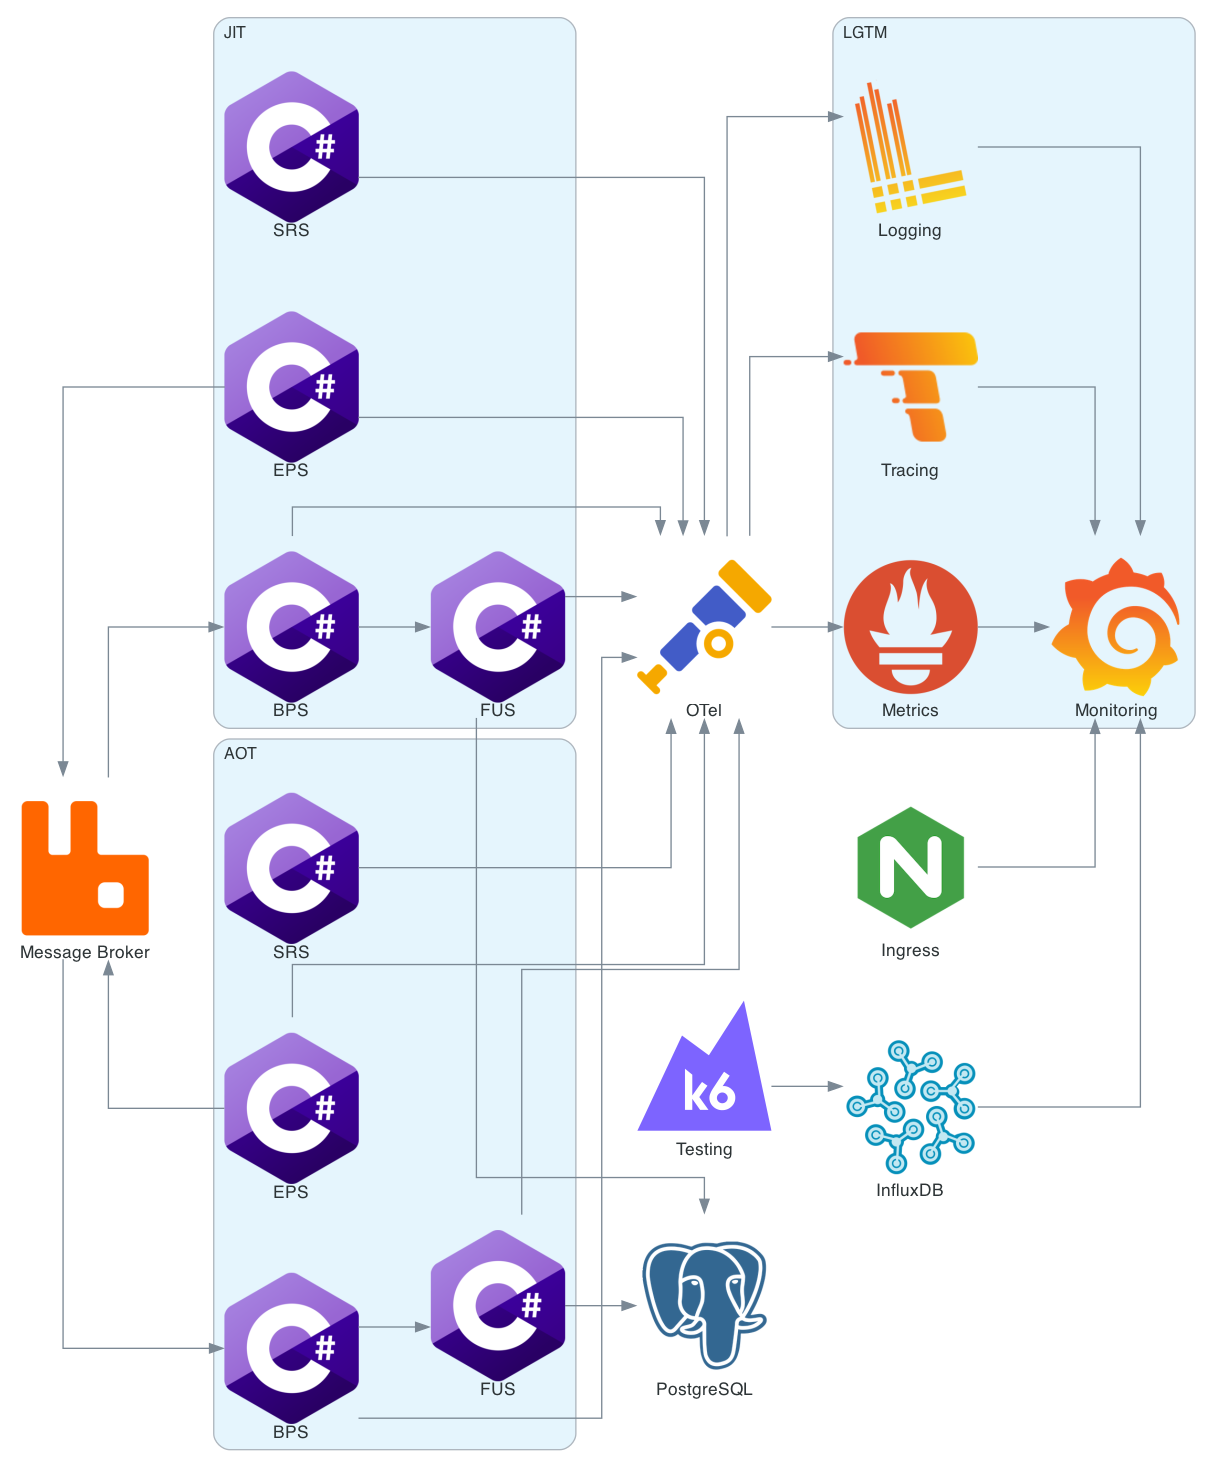 JIT
LGTM
C#
SRS
Logging
C#
EPS
Tracing
C#
BPS
C#
FUS
OTel
Metrics
Monitoring
AOT
C#
SRS
Message Broker
N
Ingress
C#
EPS
k6
Testing
InfluxDB
C#
BPS
C#
FUS
PostgreSQL